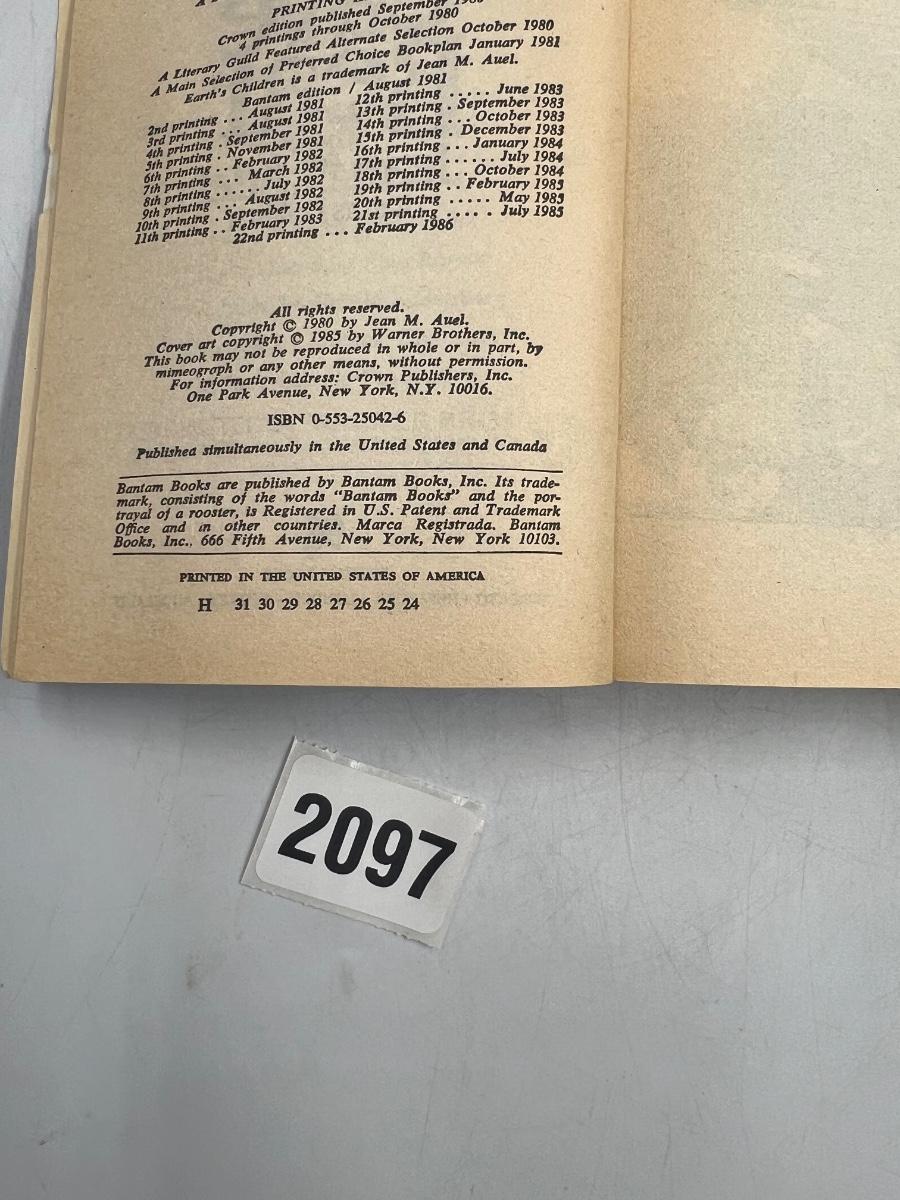 PRINTING
Crown edition published September
4 printings through October 1980
A Literary Guild Featured Alternate Selection October 1980
A Main Selection of Preferred Choice Bookplan January 1981
Earth's Children is a trademark of Jean M. Auel.
Bantam edition / August 1981
2nd printing . . . August 1981
3rd printing . . . August 1981
4th printing . September 1981
5th printing . November 1981
6th printing . . February 1982
7th printing . . . March 1982
8th printing . . . . . . July 1982
9th printing . . . August 1982
10th printing . September 1982
11th printing . . February 1983
12th printing . . . . . June 1983
13th printing . September 1983
14th printing . . . October 1983
15th printing . December 1983
16th printing . . . January 1984
17th printing . . . . . . July 1984
18th printing . . . October 1984
19th printing . . February 1985
20th printing . . . . . May 1985
21st printing . . . . . July 1985
22nd printing . . . February 1986
All rights reserved.
Copyright © 1980 by Jean M. Auel.
Cover art copyright © 1985 by Warner Brothers, Inc.
This book may not be reproduced in whole or in part, by
mimeograph or any other means, without permission.
For information address: Crown Publishers, Inc.
One Park Avenue, New York, N.Y. 10016.
ISBN 0-553-25042-6
Published simultaneously in the United States and Canada
Bantam Books are published by Bantam Books, Inc. Its trade-
mark, consisting of the words "Bantam Books" and the por-
trayal of a rooster, is Registered in U.S. Patent and Trademark
Office and in other countries. Marca Registrada. Bantam
Books, Inc., 666 Fifth Avenue, New York, New York 10103.
PRINTED IN THE UNITED STATES OF AMERICA
H 31 30 29 28 27 26 25 24
2097